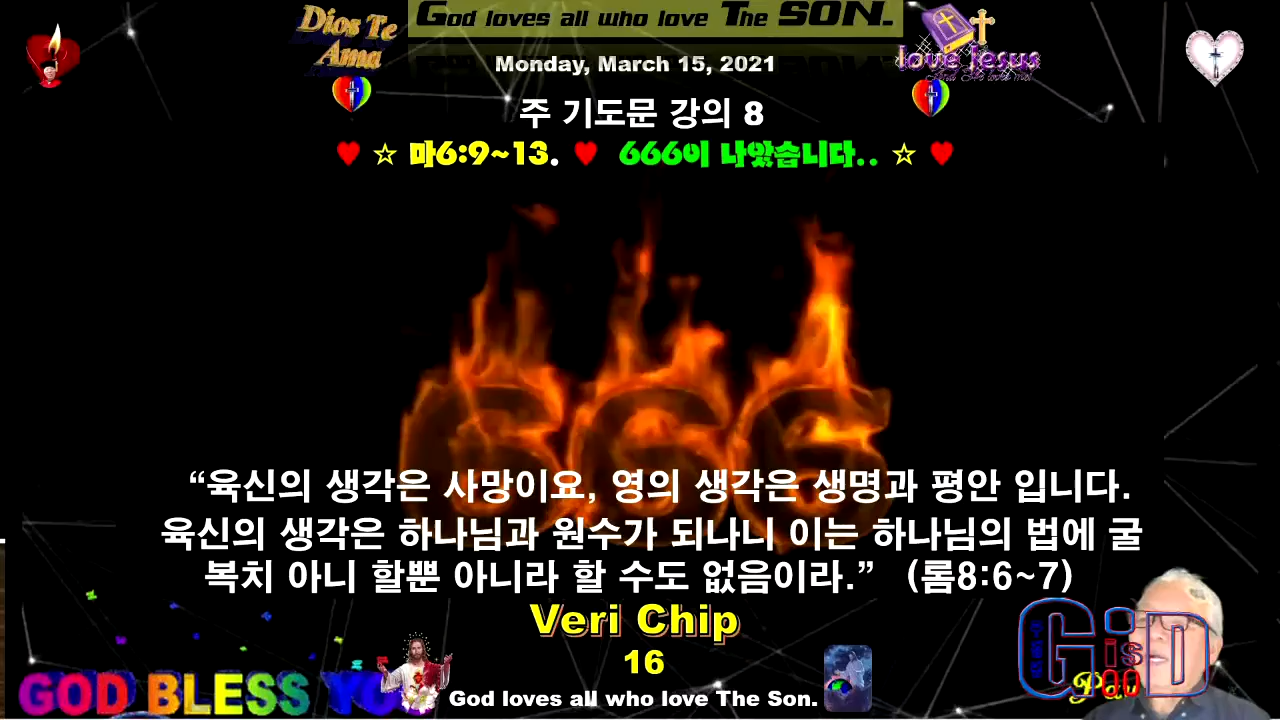 God loves all who love The SON.
Dios Te
Ama
love Jesus
Monday, March 15, 2021
주 기도문 강의 8
♥ ☆ 마6:9~13. ♥ 666이 나왔습니다.. ☆ ♥
666
“육신의 생각은 사망이요, 영의 생각은 생명과 평안 입니다.
육신의 생각은 하나님과 원수가 되나니 이는 하나님의 법에 굴
복치 아니 할뿐 아니라 할 수도 없음이라.” (롬8:6~7)
Veri Chip
16
GOD BLESS YO
God loves all who love The Son.
GisD